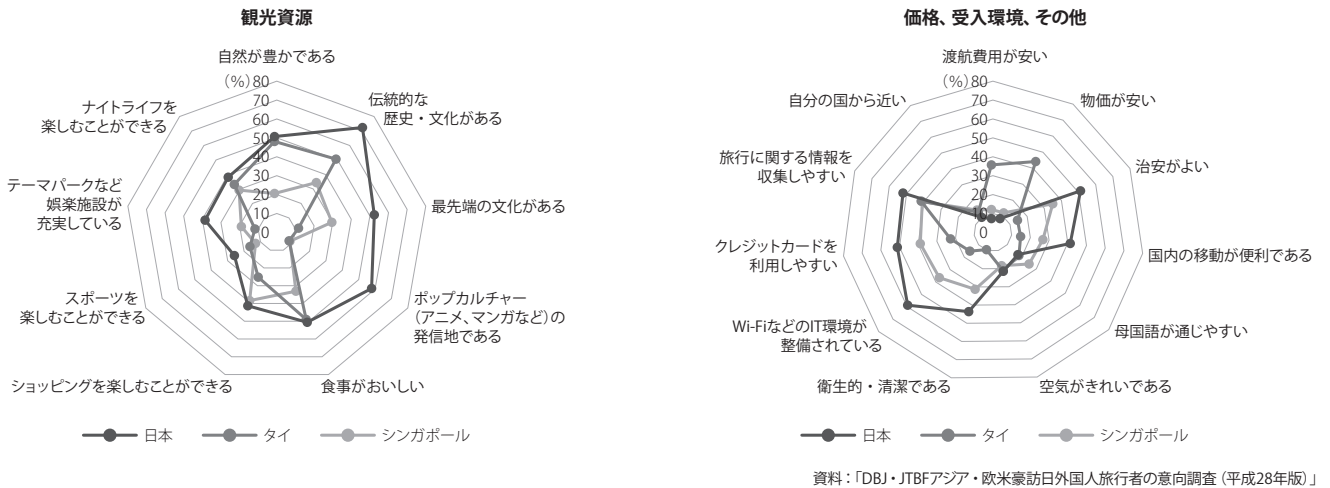 観光資源
自然が豊かである
(%)80
70
60
50
40
30
20
10
0
伝統的な
歴史・文化がある
最先端の文化がある
ポップカルチャー
(アニメ、マンガなど)の
発信地である
食事がおいしい
ショッピングを楽しむことができる
スポーツを
楽しむことができる
テーマパークなど
娯楽施設が
充実している
ナイトライフを
楽しむことができる
日本
タイ
シンガポール
価格、受入環境、その他
渡航費用が安い
(%)80
70
60
50
40
30
20
10
0
物価が安い
治安がよい
国内の移動が便利である
母国語が通じやすい
空気がきれいである
衛生的・清潔である
Wi-FiなどのIT環境が
整備されている
クレジットカードを
利用しやすい
旅行に関する情報を
収集しやすい
自分の国から近い
日本
タイ
シンガポール
資料:「DBJ・JTBFアジア・欧米豪訪日外国人旅行者の意向調査(平成28年版)」